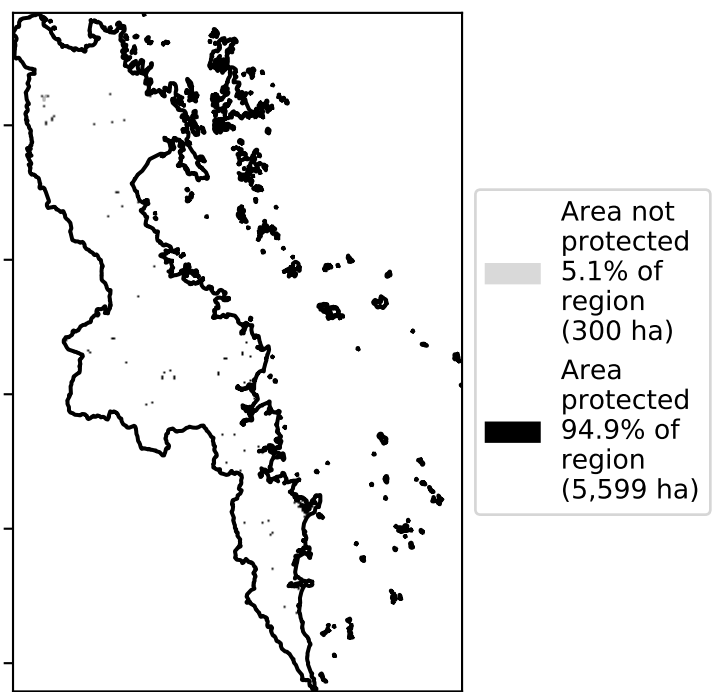 Area not
protected
5.1% of
region
(300 ha)
Area
protected
94.9% of
region
(5,599 ha)